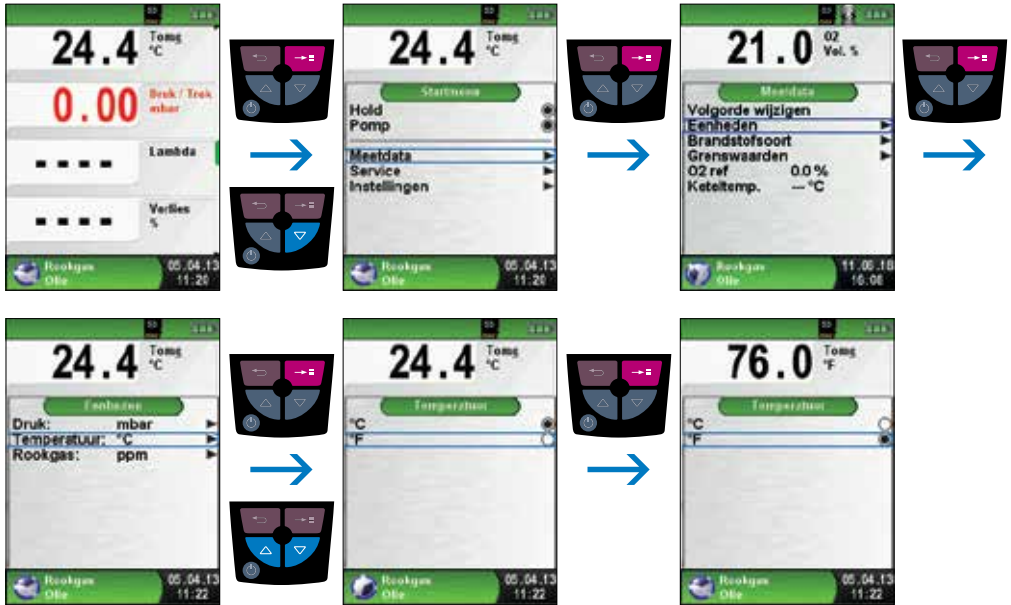 24.4 Tomg °C
0.00 Druk / Trek mbar
---- Lambda
---- Verlies %
Rookgas Olie 05.04.13 11:20
24.4 Tomg °C
Startmenu
Hold
Pomp
Meetdata
Service
Instellingen
Rookgas Olie 05.04.13 11:20
21.0 O2 Vol. %
Meetdata
Volgorde wijzigen
Eenheden
Brandstofsoort
Grenswaarden
O2 ref 0.0 %
Keteltemp. --- °C
Rookgas Olie 11.08.16 16.08
24.4 Tomg °C
Eenheden
Druk: mbar
Temperatuur: °C
Rookgas: ppm
Rookgas Olie 05.04.13 11:22
24.4 Tomg °C
Temperatuur
°C
°F
Rookgas Olie 05.04.13 11:22
76.0 Tomg °F
Temperatuur
°C
°F
Rookgas Olie 05.04.13 11:22